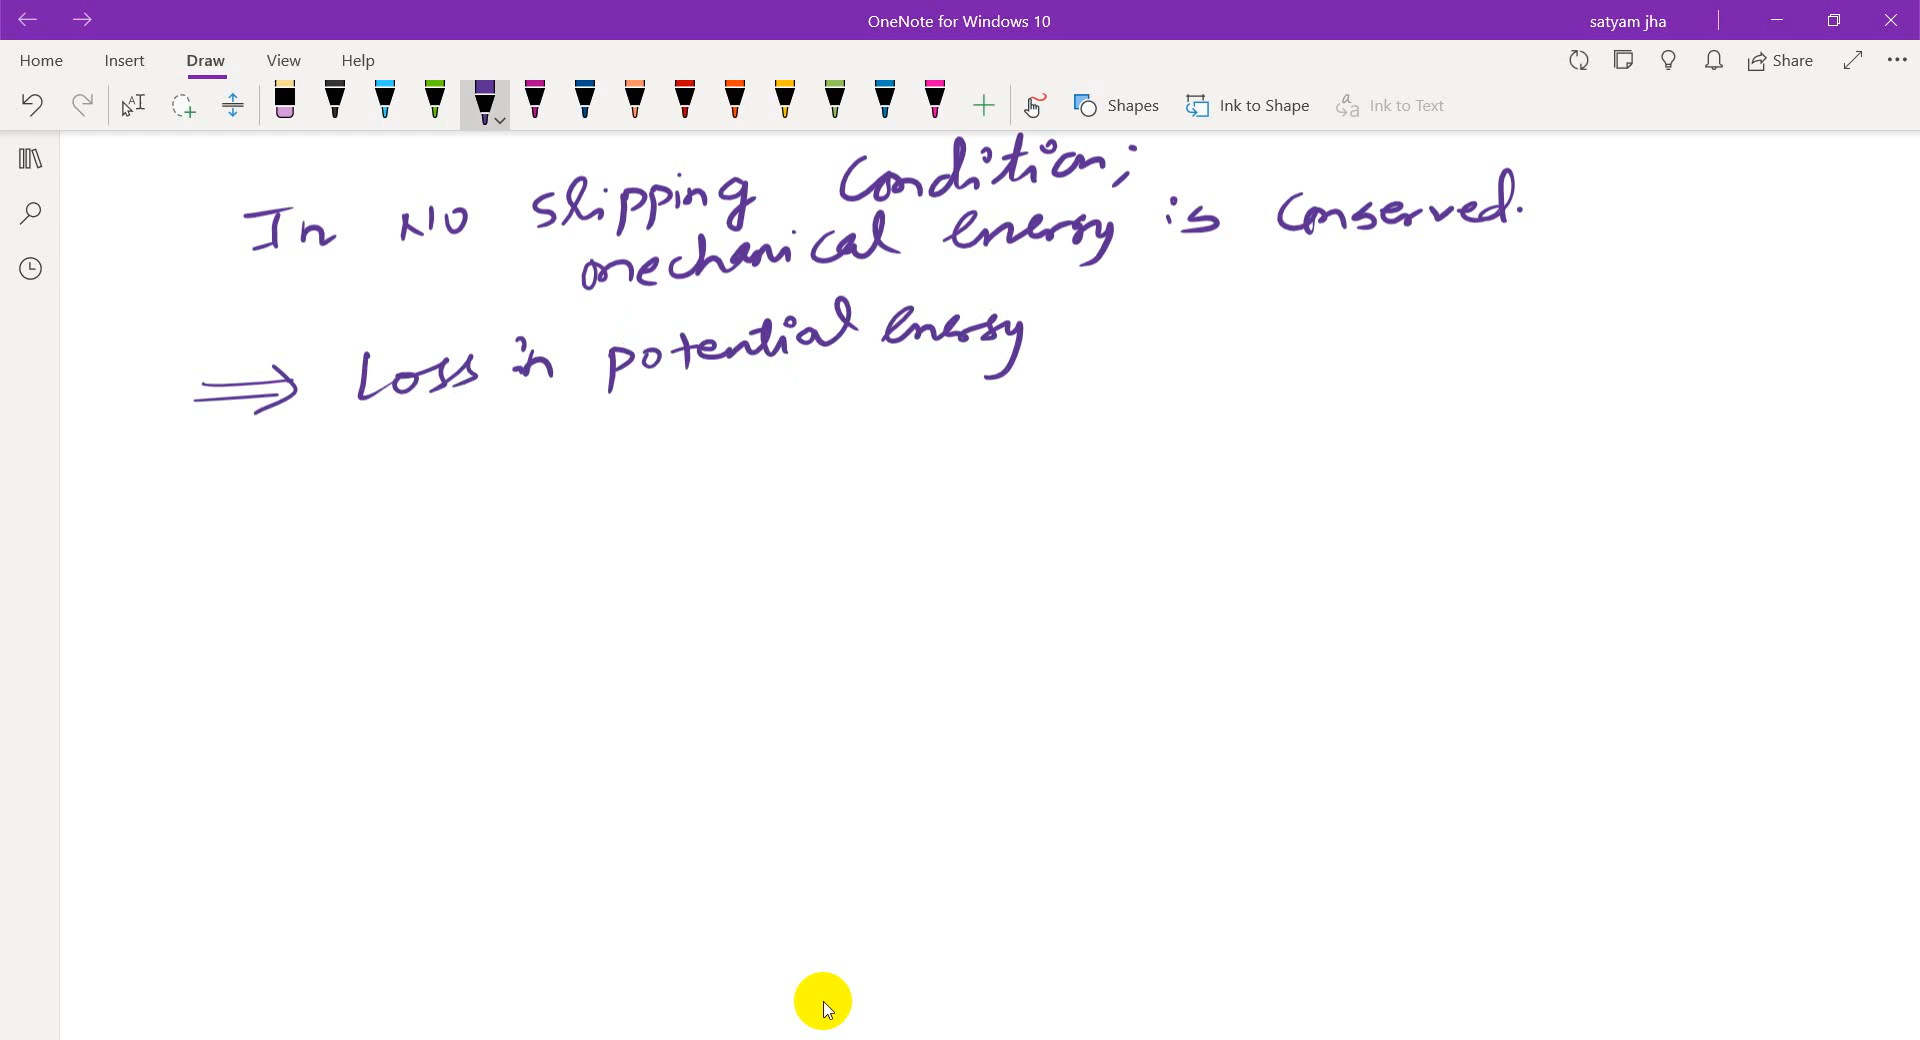 OneNote for Windows 10
satyam jha
Home Insert Draw View Help
Share
Shapes Ink to Shape Ink to Text
In No slipping Condition;
mechanical energy is Conserved.
⟹ Loss in potential energy